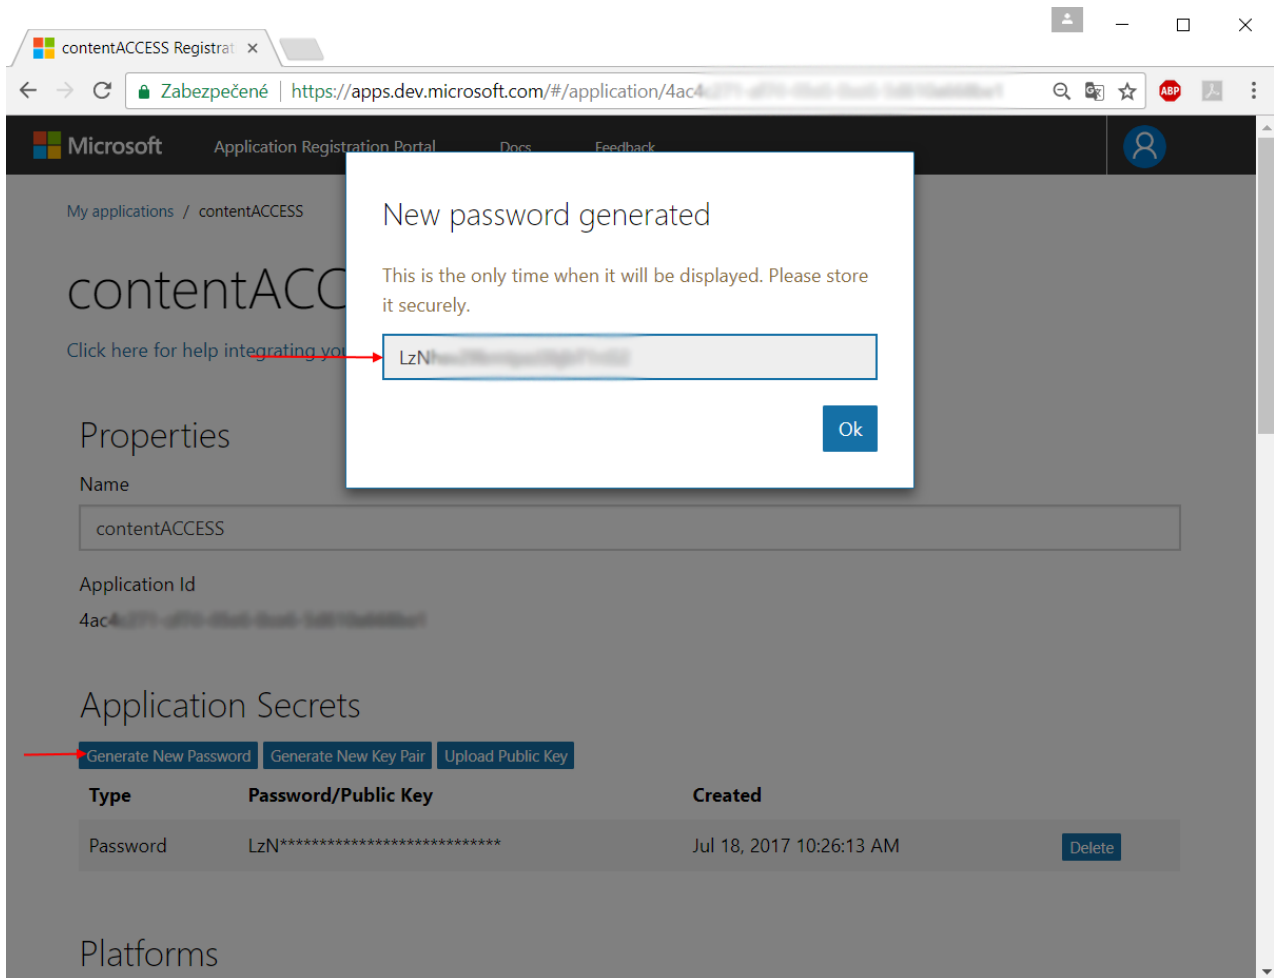 contentACCESS Registrat
Zabezpečené https://apps.dev.microsoft.com/#/application/4ac
ABP
Microsoft Application Registration Portal Docs Feedback
My applications / contentACCESS
New password generated
This is the only time when it will be displayed. Please store
it securely.
contentACC
Click here for help integrating you
LzN
Ok
Properties
Name
contentACCESS
Application Id
4ac
Application Secrets
Generate New Password Generate New Key Pair Upload Public Key
Type Password/Public Key Created
Password LzN**************************** Jul 18, 2017 10:26:13 AM Delete
Platforms